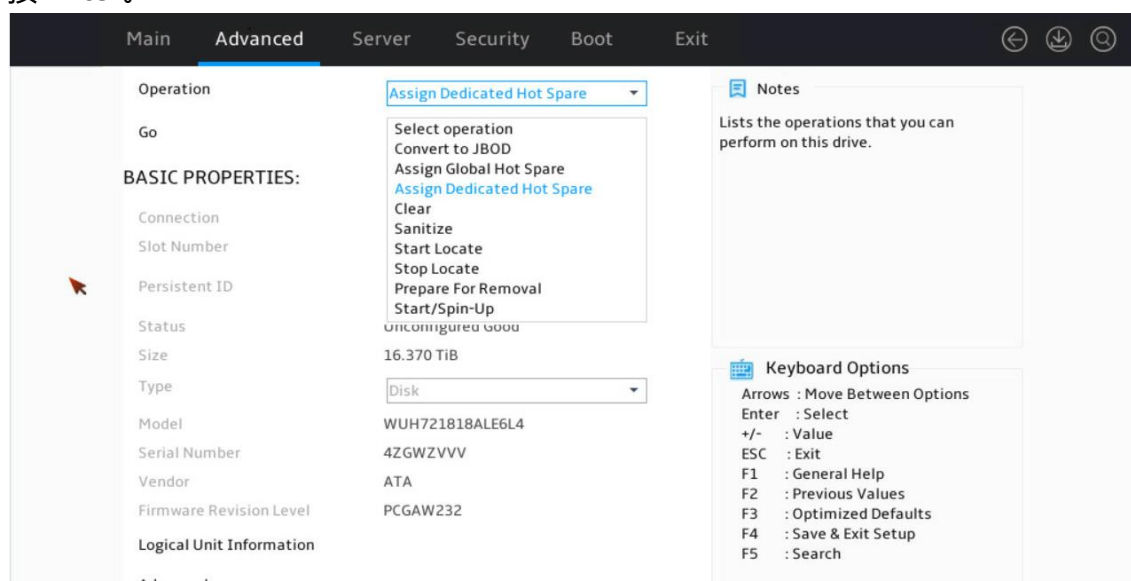 Main Advanced Server Security Boot Exit
Operation
Assign Dedicated Hot Spare
Go
Select operation
Convert to JBOD
Assign Global Hot Spare
Assign Dedicated Hot Spare
Clear
Sanitize
Start Locate
Stop Locate
Prepare For Removal
Start/Spin-Up
BASIC PROPERTIES:
Connection
Slot Number
Persistent ID
Status Unconfigured Good
Size 16.370 TiB
Type Disk
Model WUH721818ALE6L4
Serial Number 4ZGWZVVV
Vendor ATA
Firmware Revision Level PCGAW232
Logical Unit Information
Notes
Lists the operations that you can
perform on this drive.
Keyboard Options
Arrows : Move Between Options
Enter : Select
+/- : Value
ESC : Exit
F1 : General Help
F2 : Previous Values
F3 : Optimized Defaults
F4 : Save & Exit Setup
F5 : Search